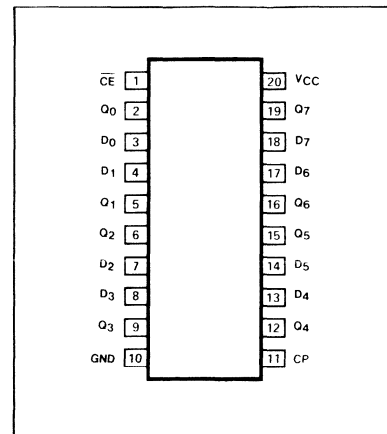 C̅E̅ 1 20 VCC
Q0 2 19 Q7
D0 3 18 D7
D1 4 17 D6
Q1 5 16 Q6
Q2 6 15 Q5
D2 7 14 D5
D3 8 13 D4
Q3 9 12 Q4
GND 10 11 CP